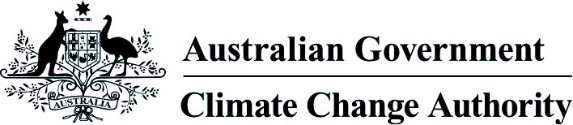 Australian Government
Climate Change Authority
AUSTRALIA